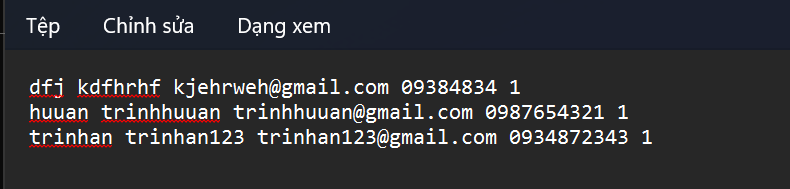 Tệp Chỉnh sửa Dạng xem
dfj kdfhrhf kjehrweh@gmail.com 09384834 1
huuan trinhhuuan trinhhuuan@gmail.com 0987654321 1
trinhan trinhan123 trinhan123@gmail.com 0934872343 1